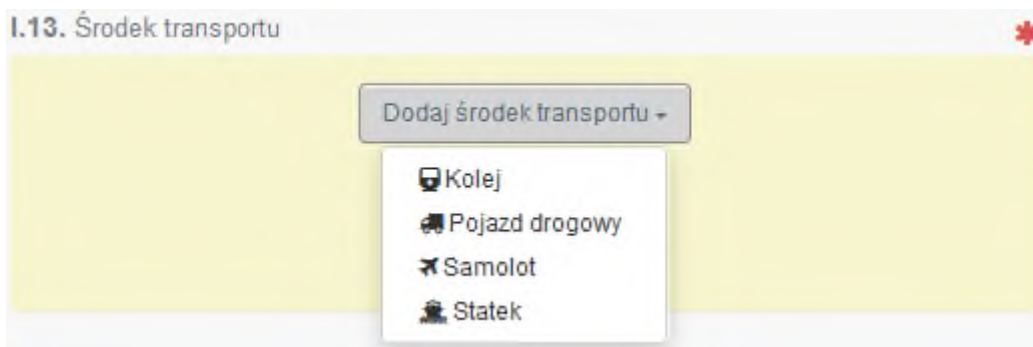 I.13. Środek transportu
Dodaj środek transportu
Kolej
Pojazd drogowy
Samolot
Statek